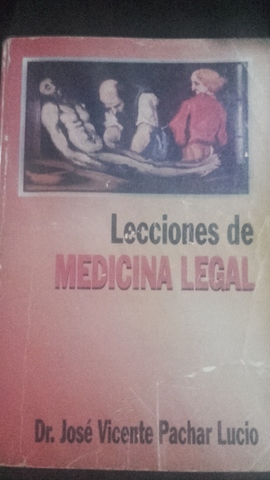 Lecciones de
MEDICINA LEGAL
Dr. José Vicente Pachar Lucio